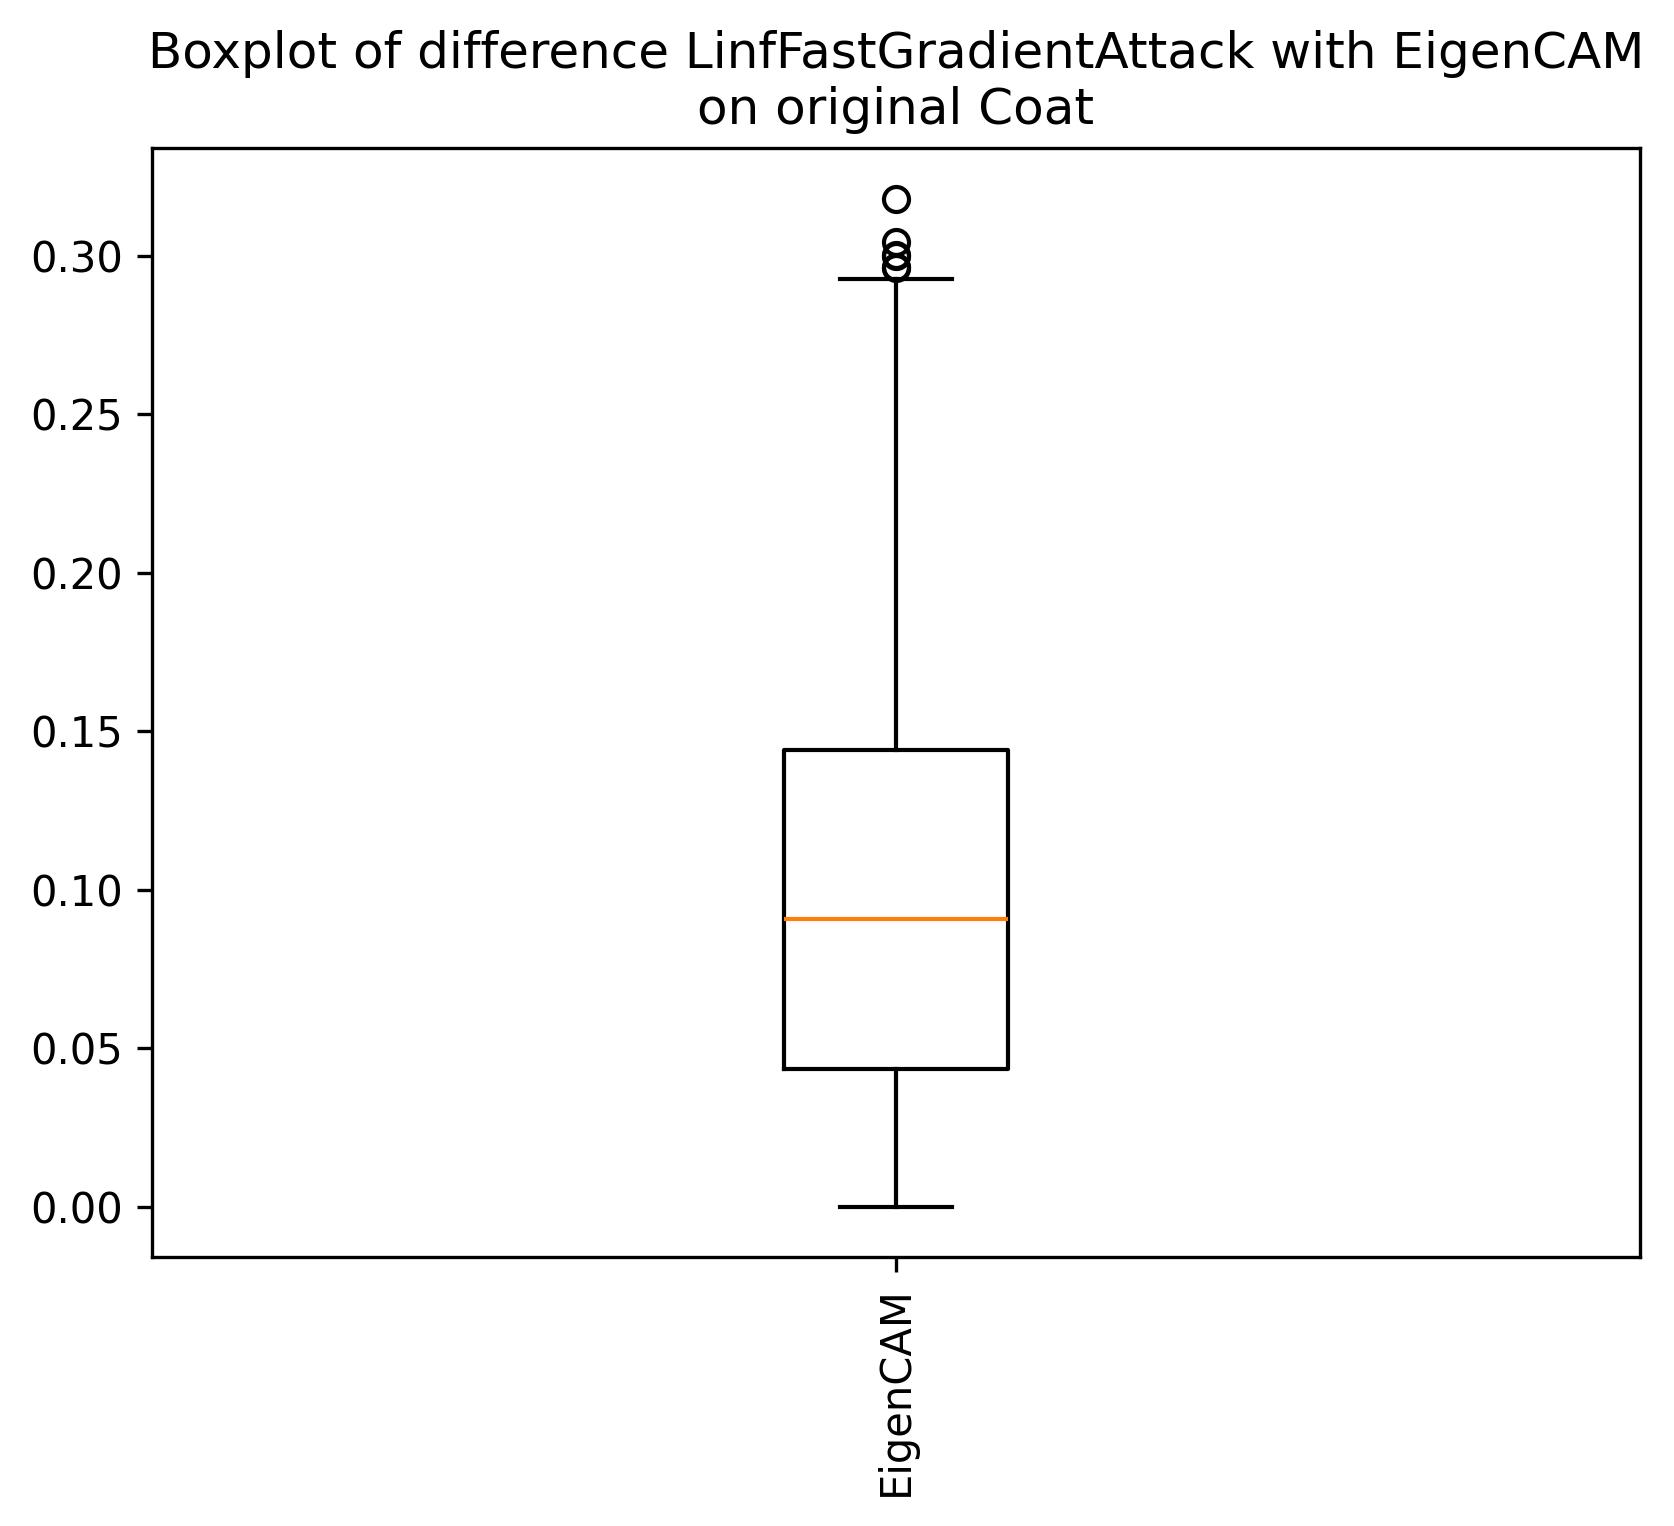 Boxplot of difference LinfFastGradientAttack with EigenCAM
on original Coat
0.30
0.25
0.20
0.15
0.10
0.05
0.00
EigenCAM